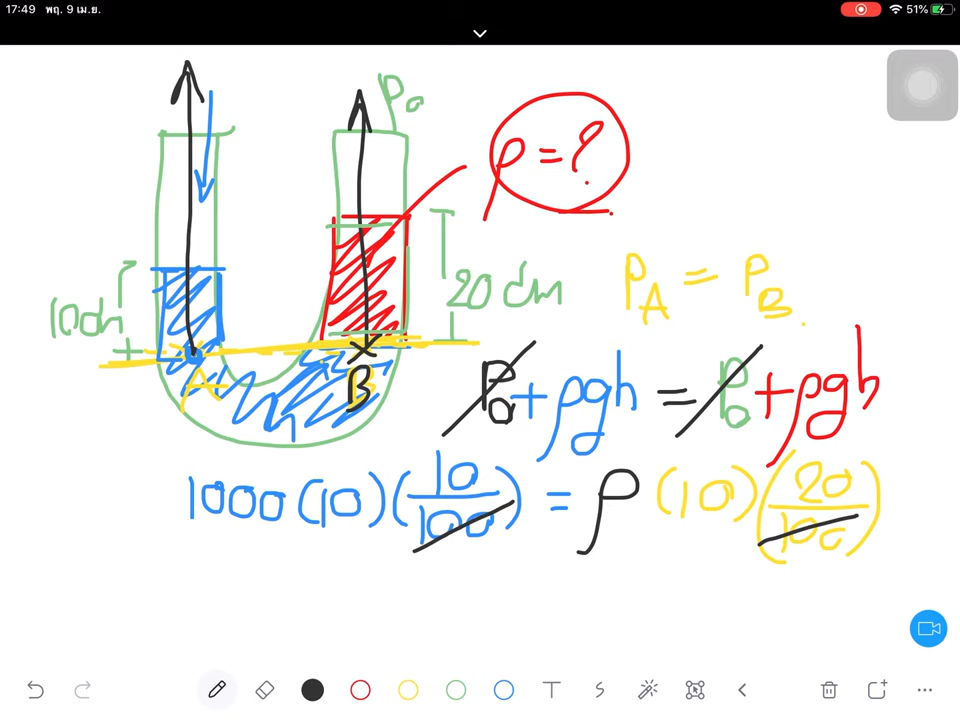 17:49 พฤ. 9 เม.ย.
51%
P₀
ρ = ?
10 cm
20 cm
P_A = P_B
A
B
P₀ + ρgh = P₀ + ρgh
1000 (10) (10/100) = ρ (10) (20/100)
T